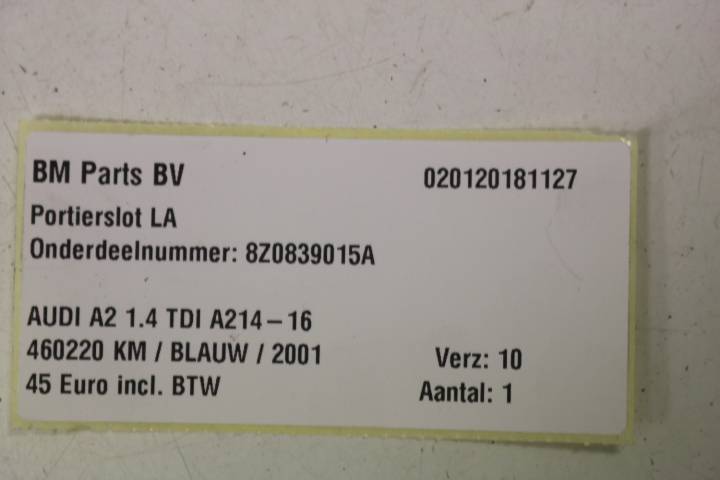 BM Parts BV 020120181127
Portierslot LA
Onderdeelnummer: 8Z0839015A
AUDI A2 1.4 TDI A214-16
460220 KM / BLAUW / 2001 Verz: 10
45 Euro incl. BTW Aantal: 1